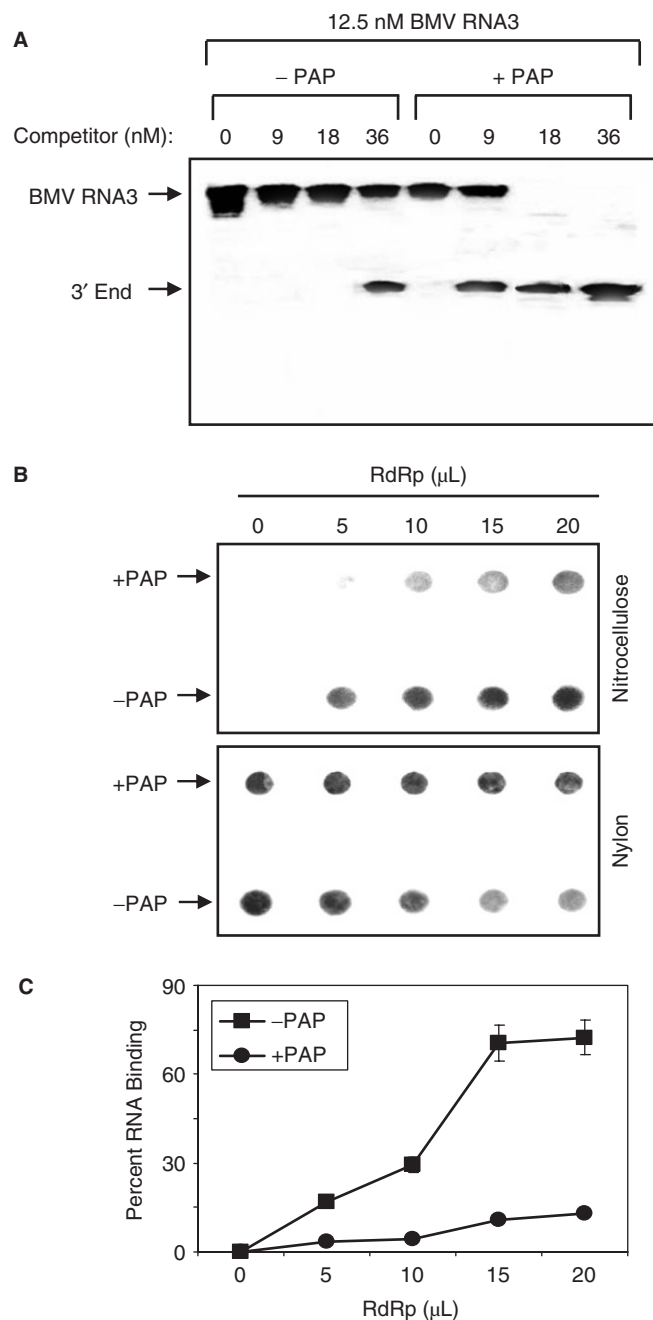 A
12.5 nM BMV RNA3
– PAP + PAP
Competitor (nM): 0 9 18 36 0 9 18 36
BMV RNA3
3′ End
B
RdRp (μL)
0 5 10 15 20
+PAP
–PAP
Nitrocellulose
+PAP
–PAP
Nylon
C
90
60
30
0
Percent RNA Binding
–PAP
+PAP
0 5 10 15 20
RdRp (μL)